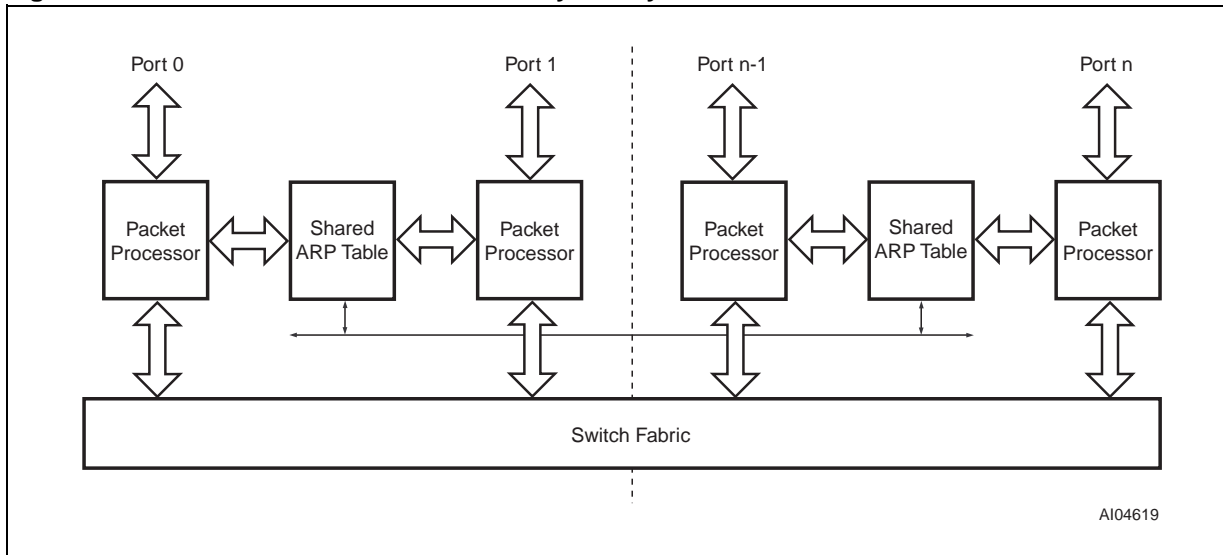 Port 0
Port 1
Port n-1
Port n
Packet
Processor
Shared
ARP Table
Packet
Processor
Packet
Processor
Shared
ARP Table
Packet
Processor
Switch Fabric
AI04619